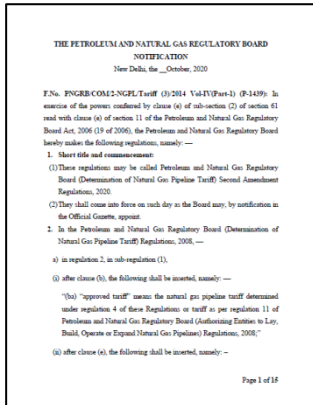 THE PETROLEUM AND NATURAL GAS REGULATORY BOARD
NOTIFICATION
New Delhi, the __October, 2020
F.No. PNGRB/COM/2-NGPL/Tariff (3)/2014 Vol-IV(Part-1) (P-1439): In
exercise of the powers conferred by clause (e) of sub-section (2) of section 61
read with clause (e) of section 11 of the Petroleum and Natural Gas Regulatory
Board Act, 2006 (19 of 2006), the Petroleum and Natural Gas Regulatory Board
hereby makes the following regulations, namely: —
1. Short title and commencement:
(1)These regulations may be called Petroleum and Natural Gas Regulatory
Board (Determination of Natural Gas Pipeline Tariff) Second Amendment
Regulations, 2020.
(2)They shall come into force on such day as the Board may, by notification in
the Official Gazette, appoint.
2. In the Petroleum and Natural Gas Regulatory Board (Determination of
Natural Gas Pipeline Tariff) Regulations, 2008, —
a) in regulation 2, in sub-regulation (1),
(i) after clause (b), the following shall be inserted, namely: —
“(ba) “approved tariff” means the natural gas pipeline tariff determined
under regulation 4 of these Regulations or tariff as per regulation 11 of
Petroleum and Natural Gas Regulatory Board (Authorizing Entities to Lay,
Build, Operate or Expand Natural Gas Pipelines) Regulations, 2008;”
(ii) after clause (e), the following shall be inserted, namely: –
Page 1 of 15